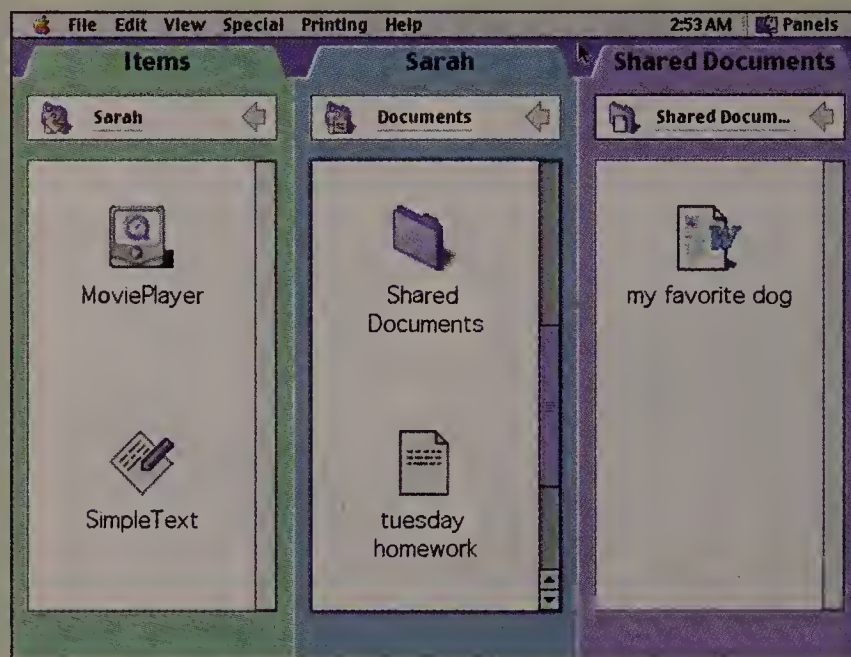 File Edit View Special Printing Help 2:53 AM Panels
Items
Sarah
MoviePlayer
SimpleText
Sarah
Documents
Shared
Documents
tuesday
homework
Shared Documents
Shared Docum...
W
my favorite dog